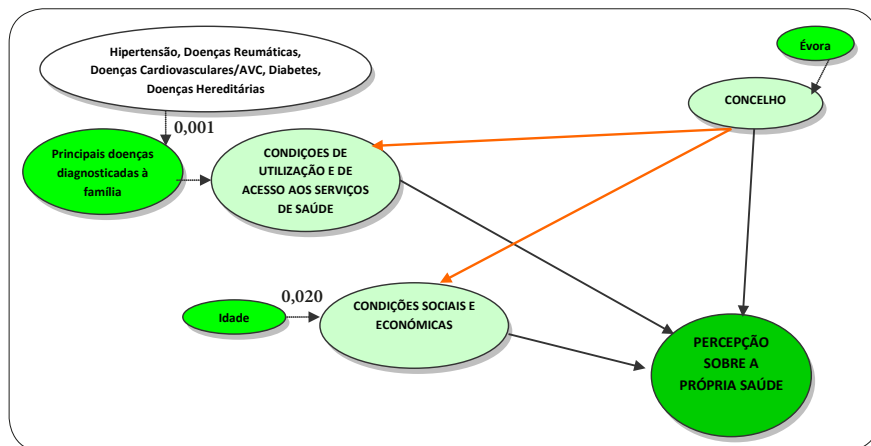 Hipertensão, Doenças Reumáticas,
Doenças Cardiovasculares/AVC, Diabetes,
Doenças Hereditárias
Évora
CONCELHO
0,001
Principais doenças
diagnosticadas à
família
CONDIÇOES DE
UTILIZAÇÃO E DE
ACESSO AOS SERVIÇOS
DE SAÚDE
0,020
Idade
CONDIÇÕES SOCIAIS E
ECONÓMICAS
PERCEPÇÃO
SOBRE A
PRÓPRIA SAÚDE